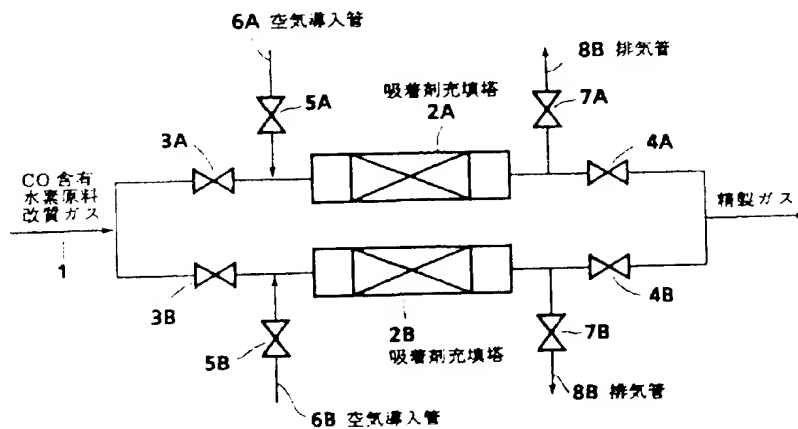 6A 空気導入管
8B 排気管
5A
吸着剤充填塔
2A
7A
3A
4A
CO含有
水素原料
改質ガス
精製ガス
1
3B
4B
2B
吸着剤充填塔
5B
7B
6B 空気導入管
8B 排気管